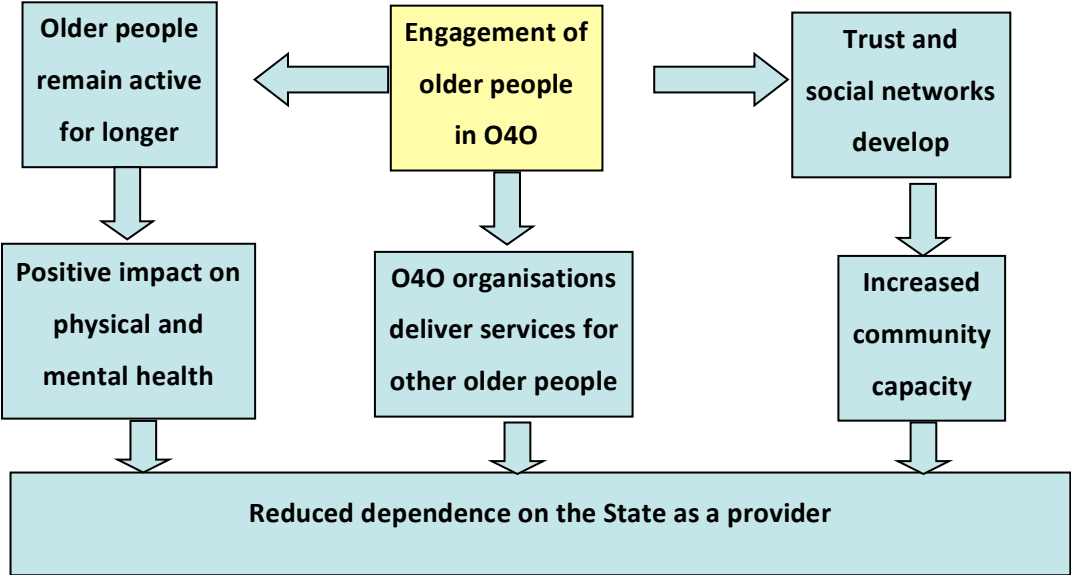 Older people
remain active
for longer
Engagement of
older people
in O4O
Trust and
social networks
develop
Positive impact on
physical and
mental health
O4O organisations
deliver services for
other older people
Increased
community
capacity
Reduced dependence on the State as a provider